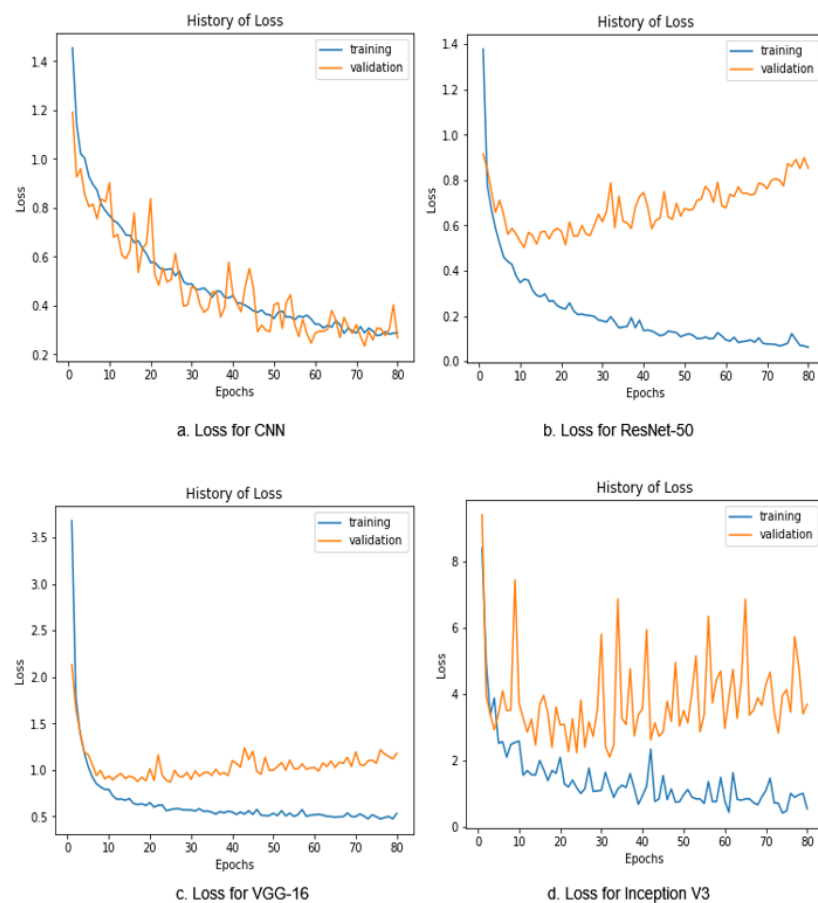 History of Loss
training
validation
1.4
1.2
1.0
0.8
0.6
0.4
0.2
Loss
0 10 20 30 40 50 60 70 80
Epochs
a. Loss for CNN
History of Loss
training
validation
1.4
1.2
1.0
0.8
0.6
0.4
0.2
0.0
Loss
0 10 20 30 40 50 60 70 80
Epochs
b. Loss for ResNet-50
History of Loss
training
validation
3.5
3.0
2.5
2.0
1.5
1.0
0.5
Loss
0 10 20 30 40 50 60 70 80
Epochs
c. Loss for VGG-16
History of Loss
training
validation
8
6
4
2
0
Loss
0 10 20 30 40 50 60 70 80
Epochs
d. Loss for Inception V3